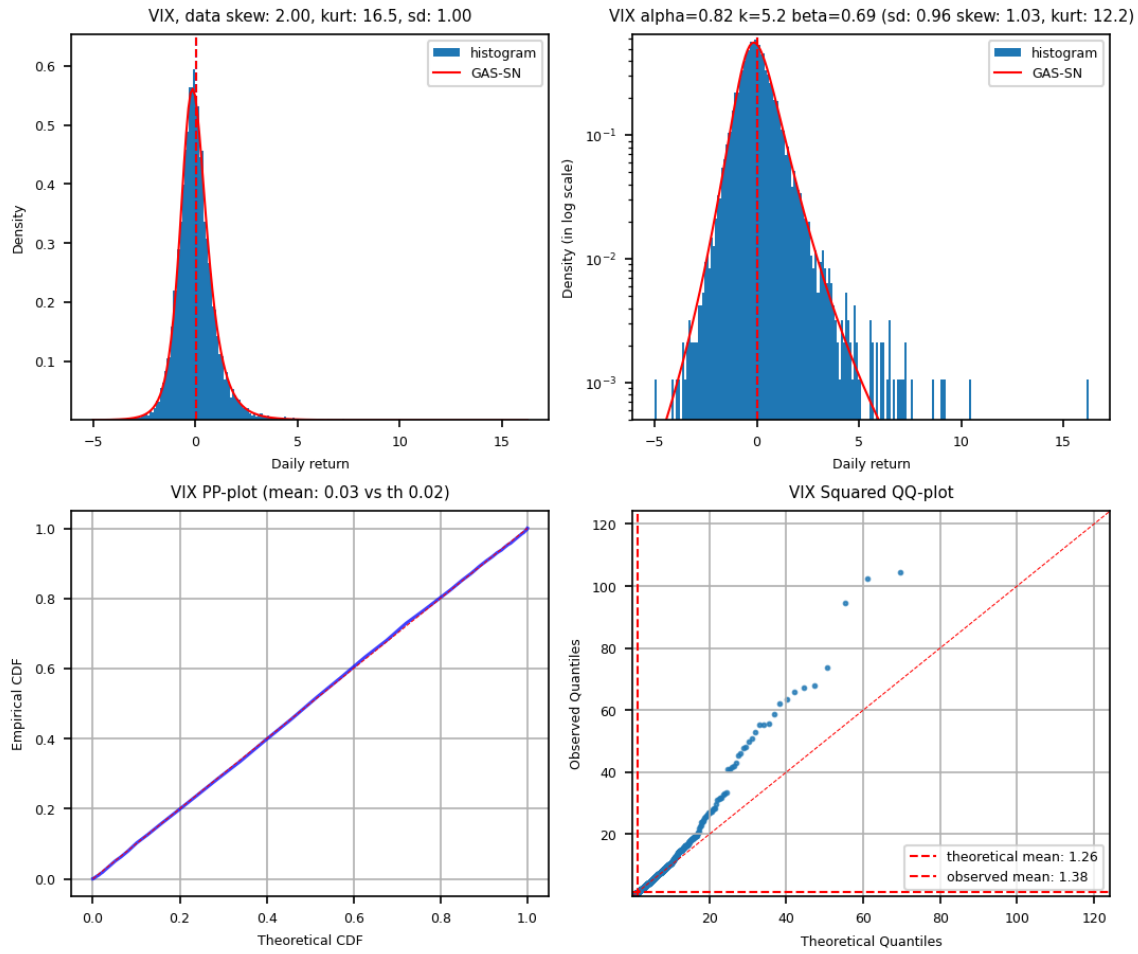 VIX, data skew: 2.00, kurt: 16.5, sd: 1.00
0.6
0.5
0.4
0.3
0.2
0.1
Density
histogram
GAS-SN
−5
0
5
10
15
Daily return
VIX alpha=0.82 k=5.2 beta=0.69 (sd: 0.96 skew: 1.03, kurt: 12.2)
10⁻¹
10⁻²
10⁻³
Density (in log scale)
histogram
GAS-SN
−5
0
5
10
15
Daily return
VIX PP-plot (mean: 0.03 vs th 0.02)
1.0
0.8
0.6
0.4
0.2
0.0
Empirical CDF
0.0
0.2
0.4
0.6
0.8
1.0
Theoretical CDF
VIX Squared QQ-plot
120
100
80
60
40
20
Observed Quantiles
theoretical mean: 1.26
observed mean: 1.38
20
40
60
80
100
120
Theoretical Quantiles